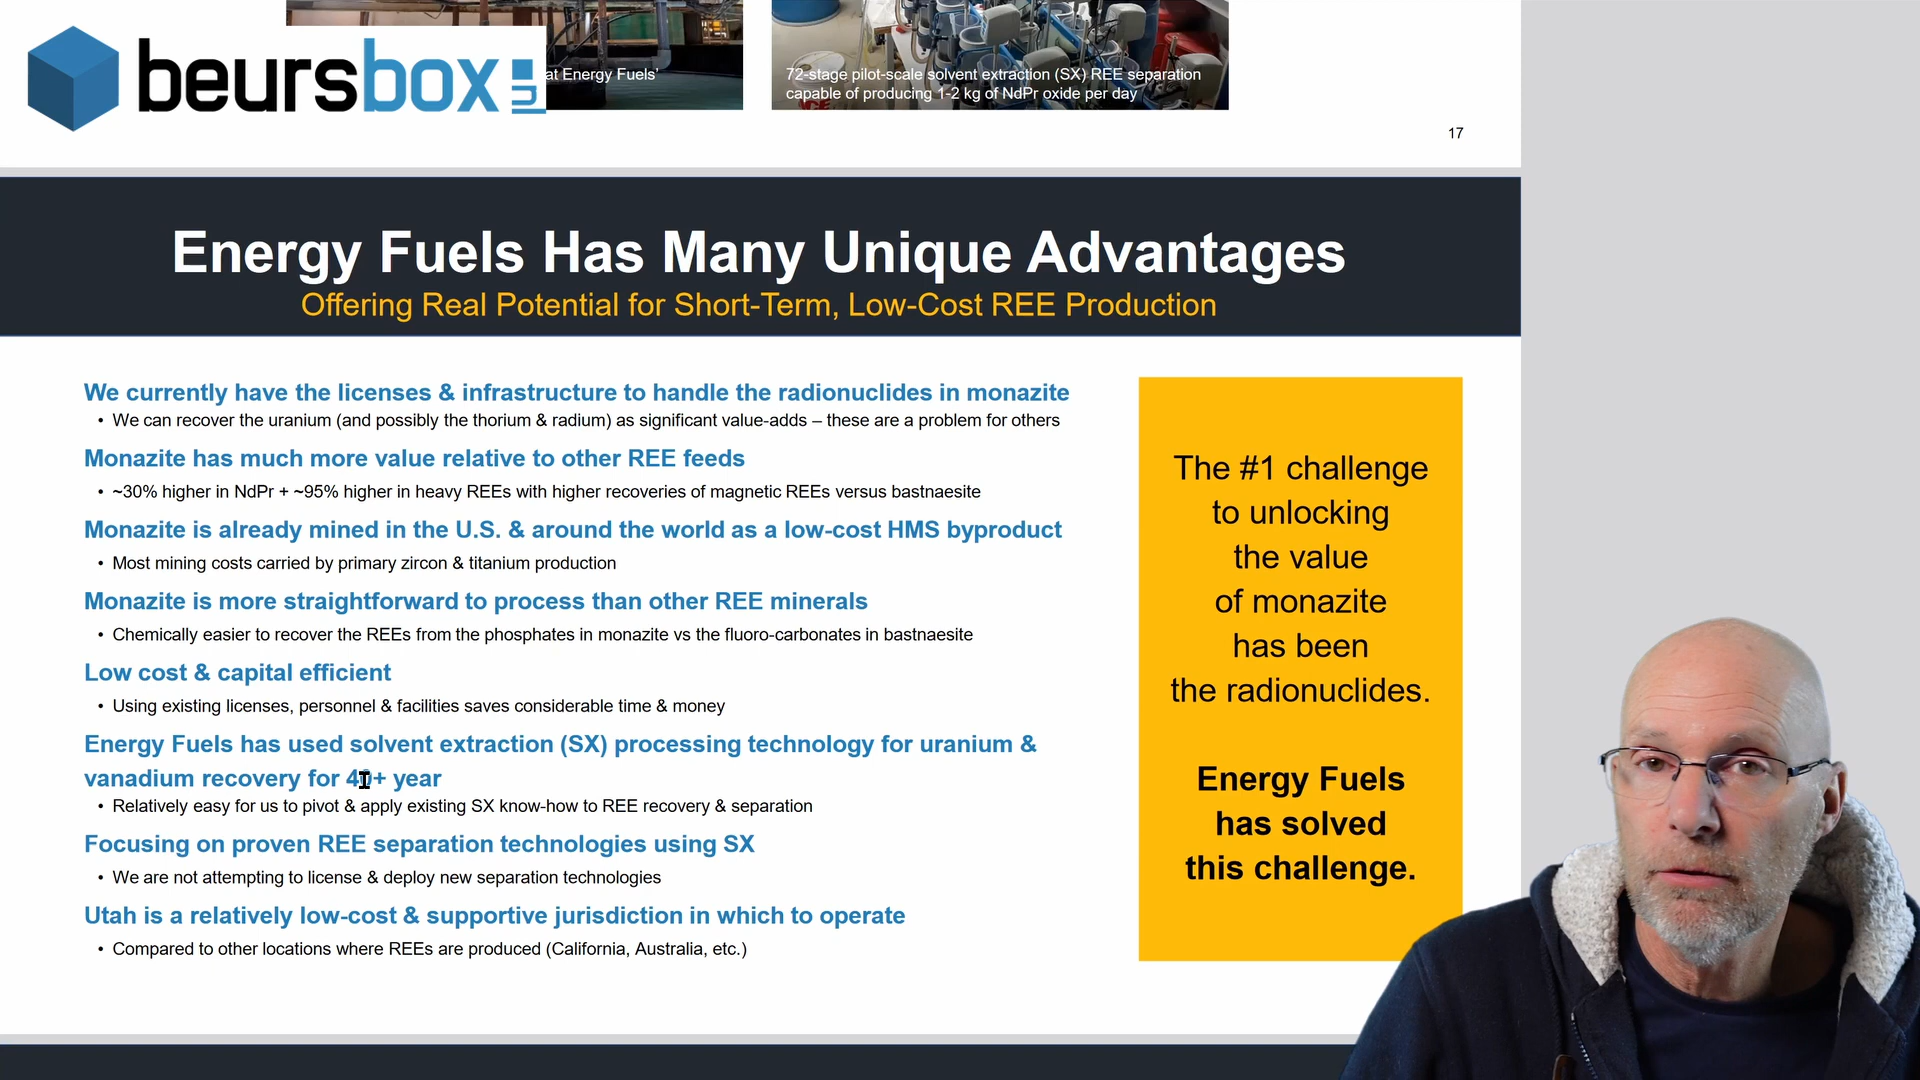 beursbox
nl
at Energy Fuels’
72-stage pilot-scale solvent extraction (SX) REE separation
capable of producing 1-2 kg of NdPr oxide per day
17
Energy Fuels Has Many Unique Advantages
Offering Real Potential for Short-Term, Low-Cost REE Production
We currently have the licenses & infrastructure to handle the radionuclides in monazite
• We can recover the uranium (and possibly the thorium & radium) as significant value-adds – these are a problem for others
Monazite has much more value relative to other REE feeds
• ~30% higher in NdPr + ~95% higher in heavy REEs with higher recoveries of magnetic REEs versus bastnaesite
Monazite is already mined in the U.S. & around the world as a low-cost HMS byproduct
• Most mining costs carried by primary zircon & titanium production
Monazite is more straightforward to process than other REE minerals
• Chemically easier to recover the REEs from the phosphates in monazite vs the fluoro-carbonates in bastnaesite
Low cost & capital efficient
• Using existing licenses, personnel & facilities saves considerable time & money
Energy Fuels has used solvent extraction (SX) processing technology for uranium &
vanadium recovery for 40+ year
• Relatively easy for us to pivot & apply existing SX know-how to REE recovery & separation
Focusing on proven REE separation technologies using SX
• We are not attempting to license & deploy new separation technologies
Utah is a relatively low-cost & supportive jurisdiction in which to operate
• Compared to other locations where REEs are produced (California, Australia, etc.)
The #1 challenge
to unlocking
the value
of monazite
has been
the radionuclides.
Energy Fuels
has solved
this challenge.